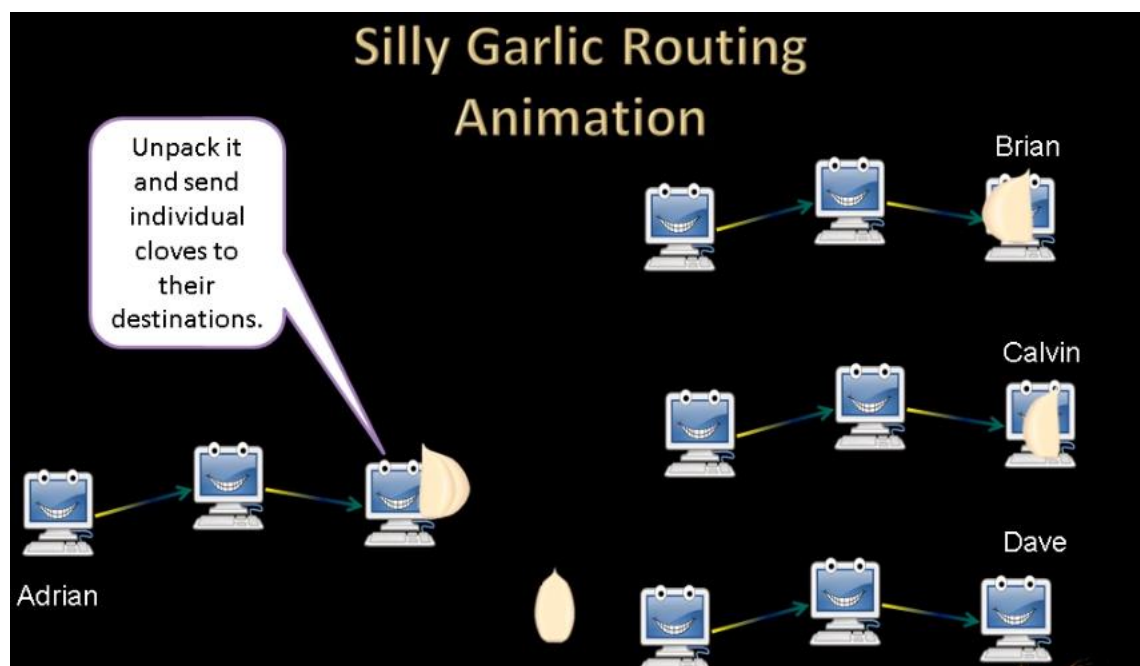 Silly Garlic Routing
Animation
Unpack it
and send
individual
cloves to
their
destinations.
Brian
Calvin
Dave
Adrian